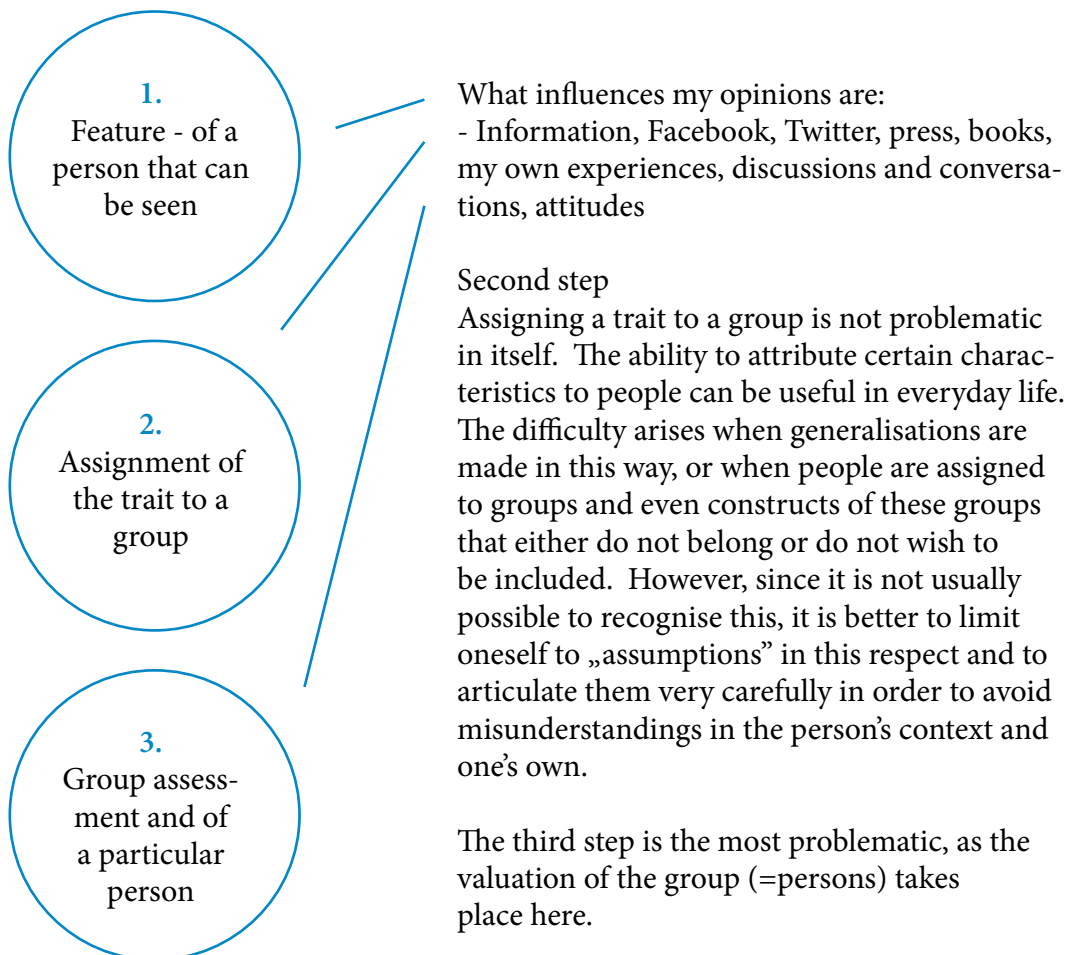 1.
Feature - of a
person that can
be seen
2.
Assignment of
the trait to a
group
3.
Group assess-
ment and of
a particular
person
What influences my opinions are:
- Information, Facebook, Twitter, press, books,
my own experiences, discussions and conversa-
tions, attitudes
Second step
Assigning a trait to a group is not problematic
in itself.  The ability to attribute certain charac-
teristics to people can be useful in everyday life.
The difficulty arises when generalisations are
made in this way, or when people are assigned
to groups and even constructs of these groups
that either do not belong or do not wish to
be included.  However, since it is not usually
possible to recognise this, it is better to limit
oneself to „assumptions” in this respect and to
articulate them very carefully in order to avoid
misunderstandings in the person’s context and
one’s own.
The third step is the most problematic, as the
valuation of the group (=persons) takes
place here.